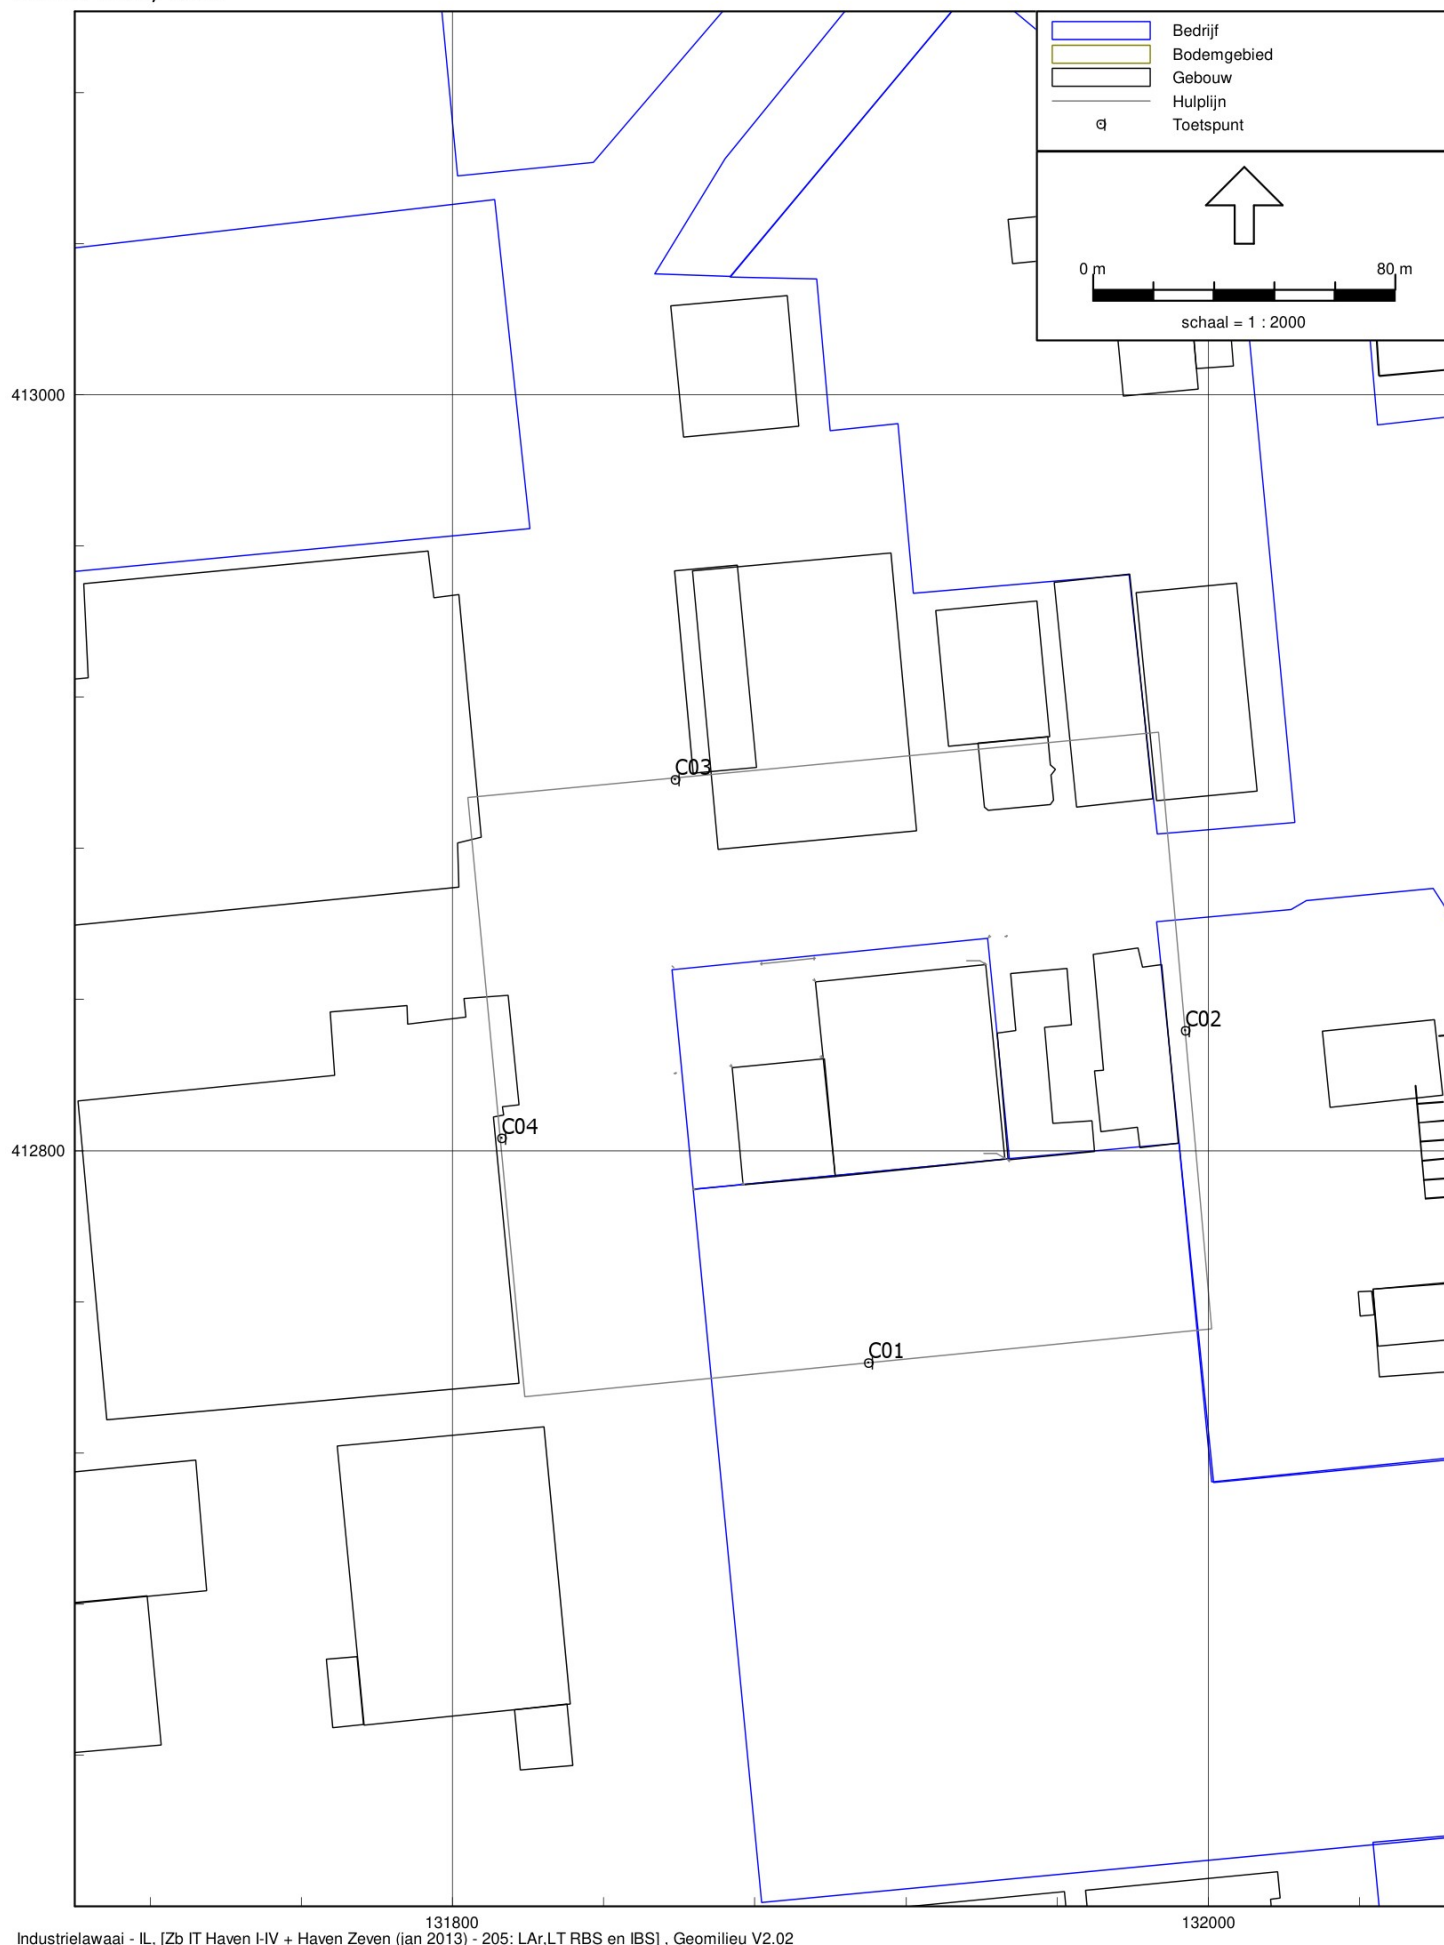 Bedrijf
Bodemgebied
Gebouw
Hulplijn
Toetspunt
0 m 80 m
schaal = 1 : 2000
413000
C03
C02
C04
412800
C01
131800 132000
Industrielawaai - IL, [Zb IT Haven I-IV + Haven Zeven (jan 2013) - 205: LAr,LT RBS en IBS] , Geomilieu V2.02